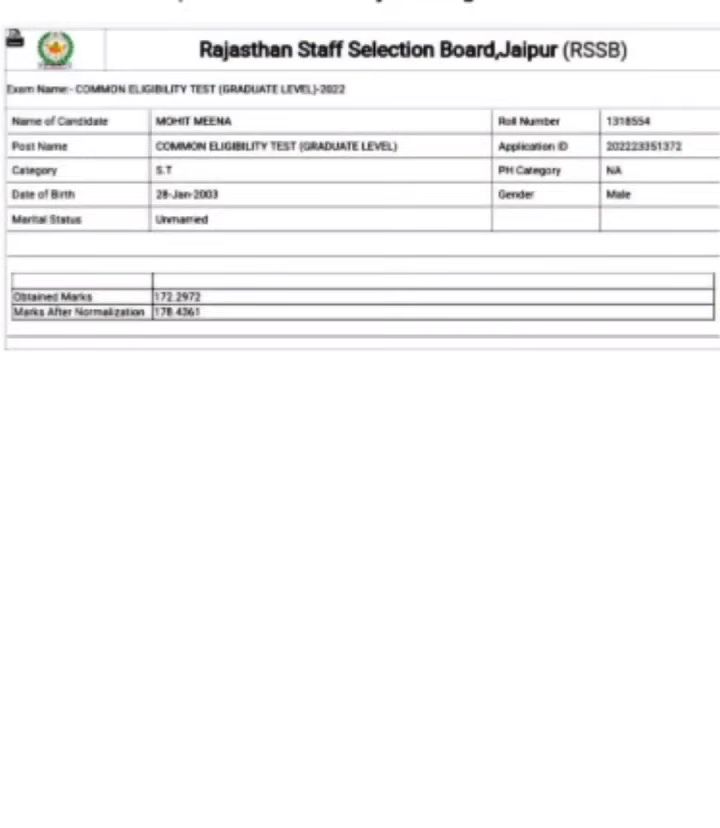 Rajasthan Staff Selection Board,Jaipur (RSSB)
Exam Name:- COMMON ELIGIBILITY TEST (GRADUATE LEVEL)-2022
Name of Candidate MOHIT MEENA Roll Number 1318554
Post Name COMMON ELIGIBILITY TEST (GRADUATE LEVEL) Application ID 202223351372
Category S.T PH Category NA
Date of Birth 28-Jan-2003 Gender Male
Marital Status Unmarried
Obtained Marks 172.2972
Marks After Normalization 178.4361